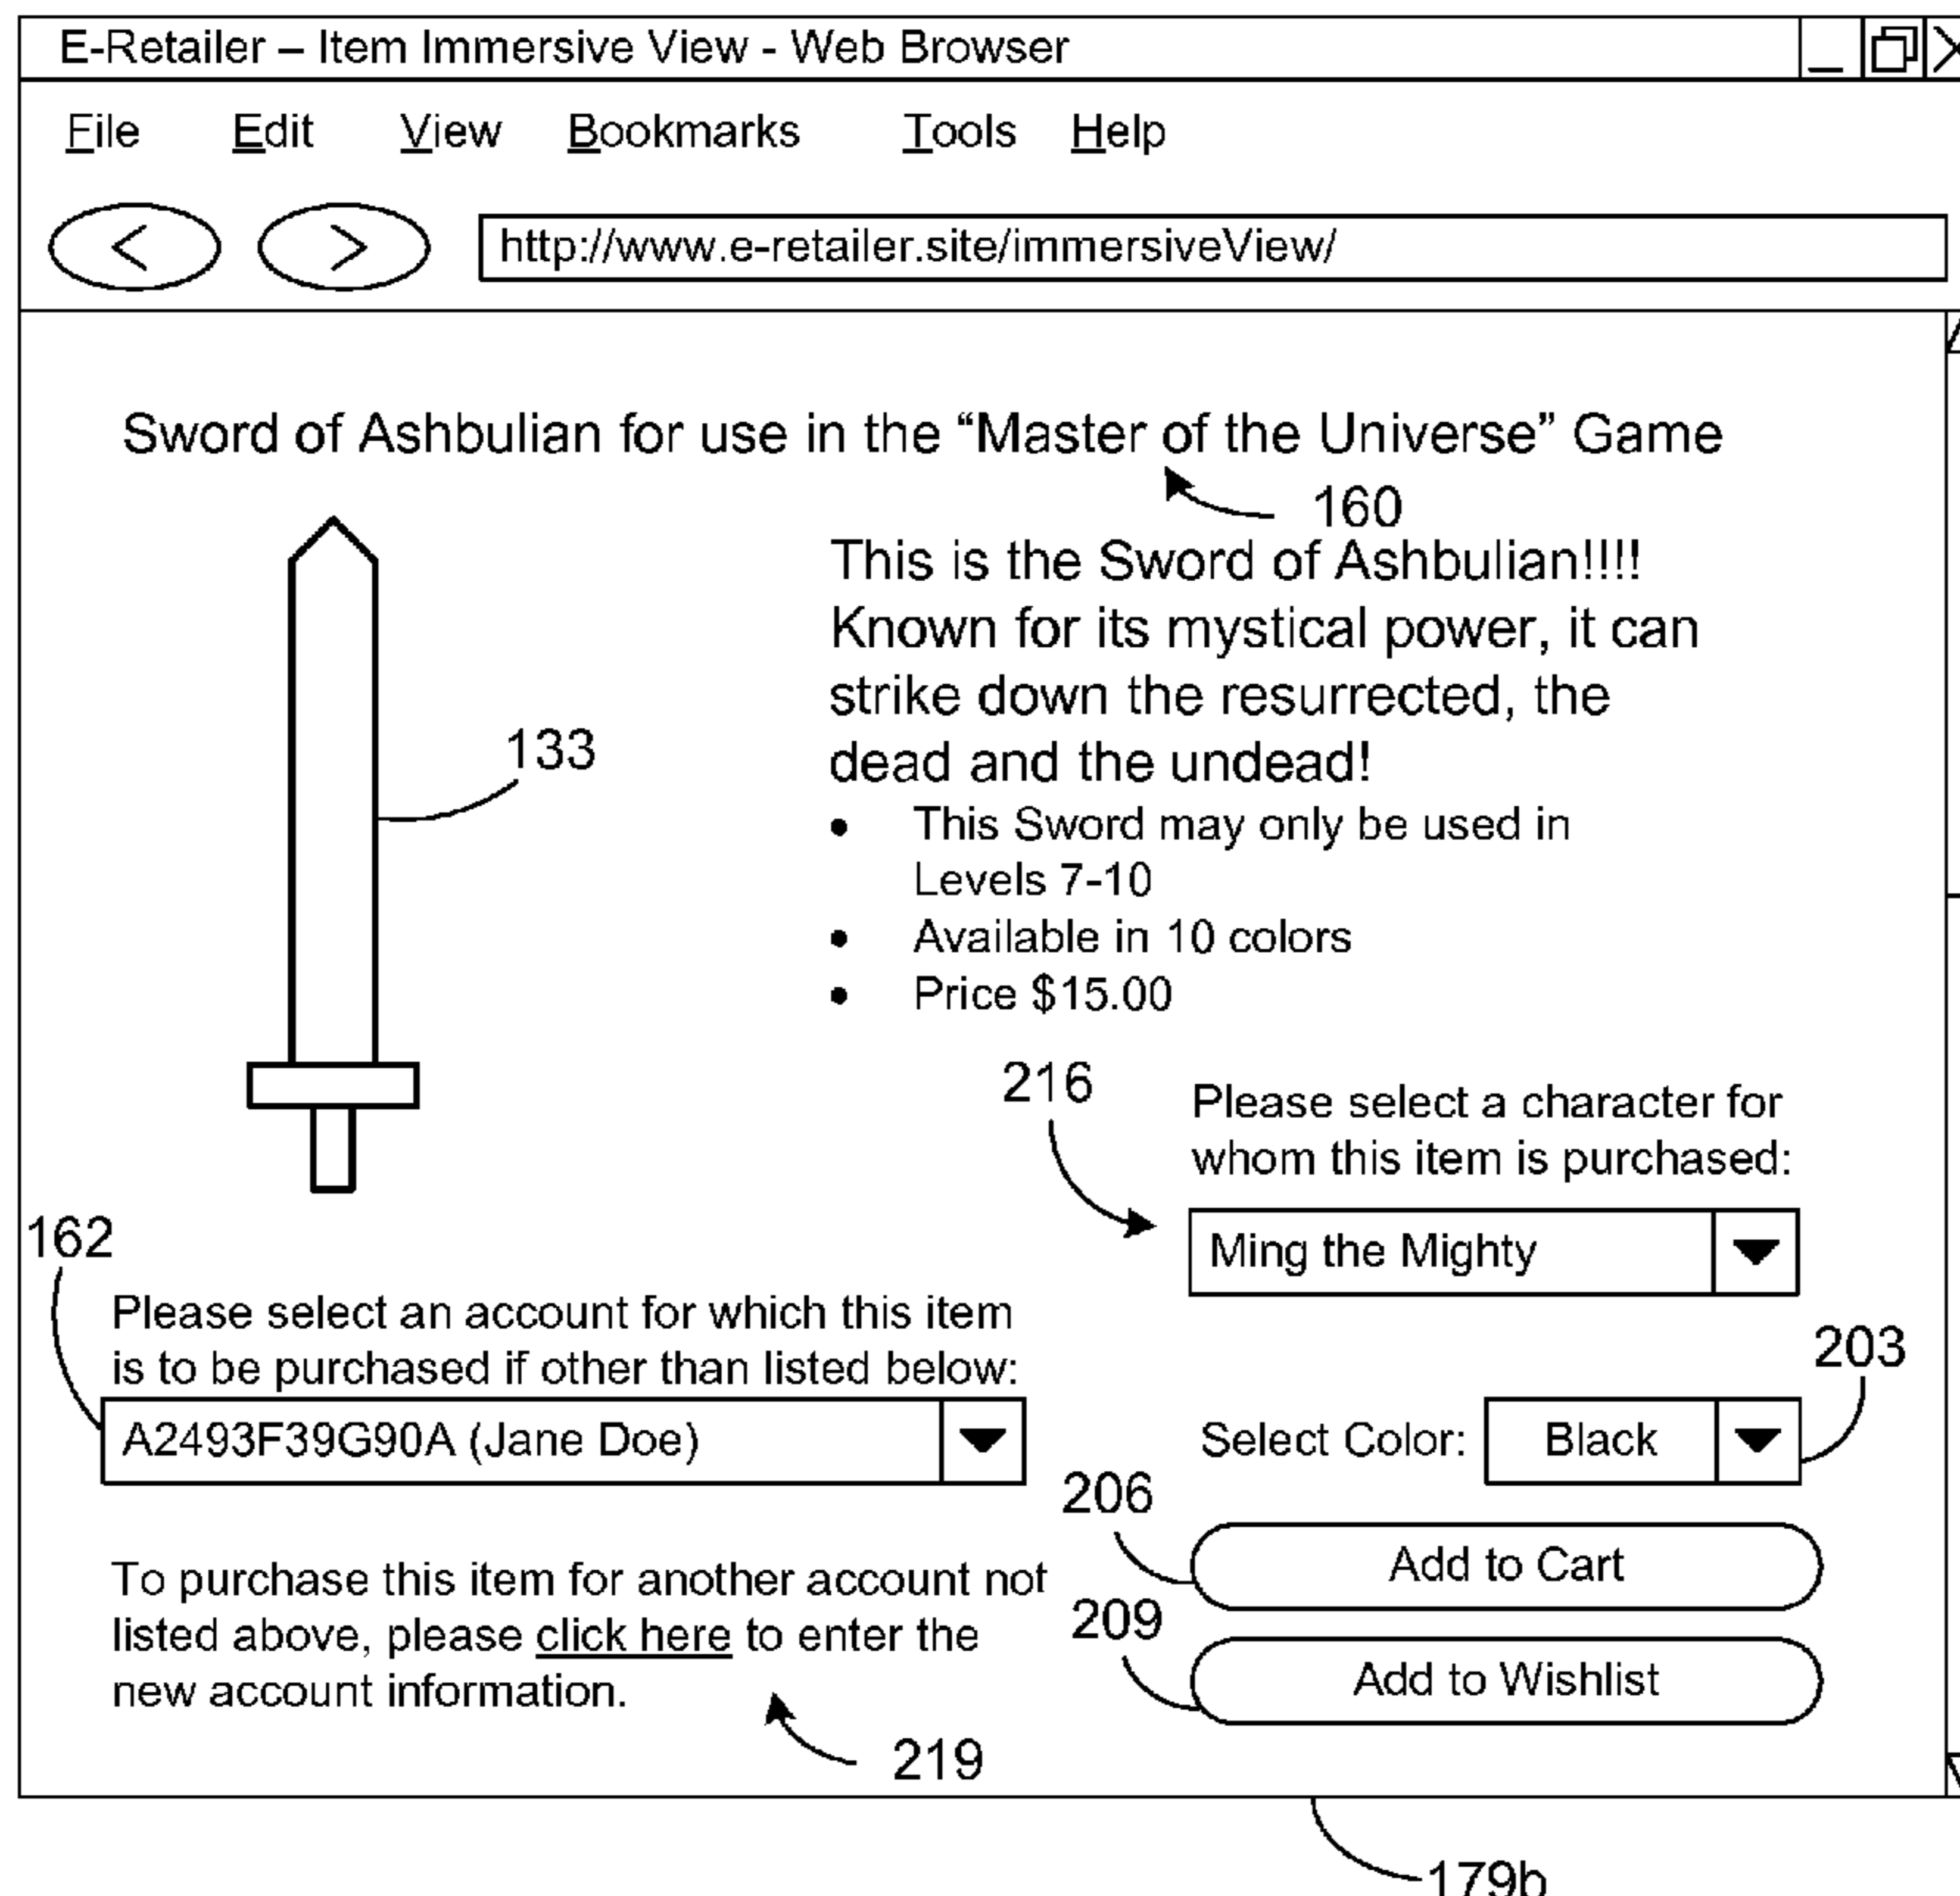 E-Retailer – Item Immersive View - Web Browser
File Edit View Bookmarks Tools Help
< > http://www.e-retailer.site/immersiveView/
Sword of Ashbulian for use in the “Master of the Universe” Game
160
This is the Sword of Ashbulian!!!!
Known for its mystical power, it can
strike down the resurrected, the
dead and the undead!
• This Sword may only be used in
Levels 7-10
• Available in 10 colors
• Price $15.00
133
216
Please select a character for
whom this item is purchased:
Ming the Mighty
162
Please select an account for which this item
is to be purchased if other than listed below:
A2493F39G90A (Jane Doe)
203
Select Color: Black
206
Add to Cart
209
Add to Wishlist
To purchase this item for another account not
listed above, please click here to enter the
new account information.
219
179b